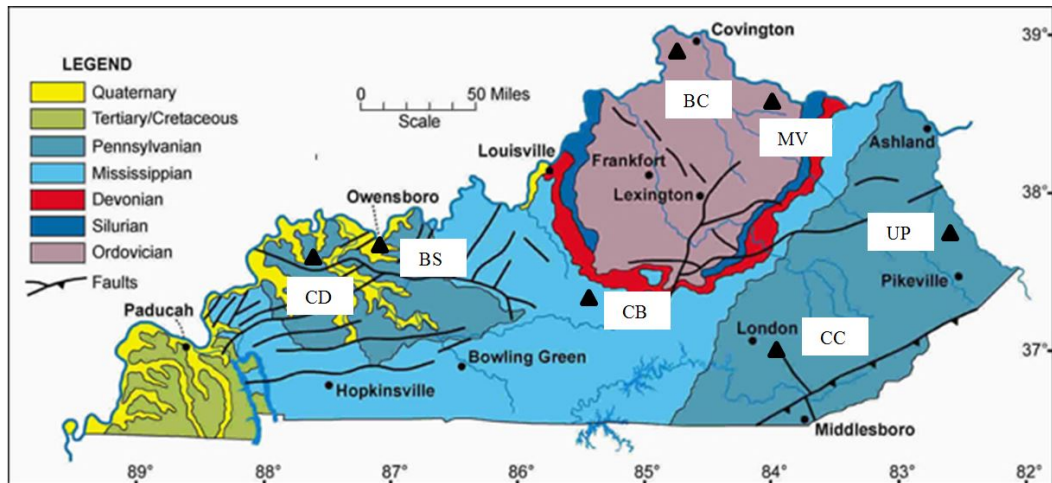 LEGEND
Quaternary
Tertiary/Cretaceous
Pennsylvanian
Mississippian
Devonian
Silurian
Ordovician
Faults
0 50 Miles
Scale
Covington
39°
BC
MV
Ashland
Louisville
Frankfort
Lexington
38°
Owensboro
BS
UP
CD
Pikeville
Paducah
CB
London
CC
37°
Bowling Green
Hopkinsville
Middlesboro
89° 88° 87° 86° 85° 84° 83° 82°